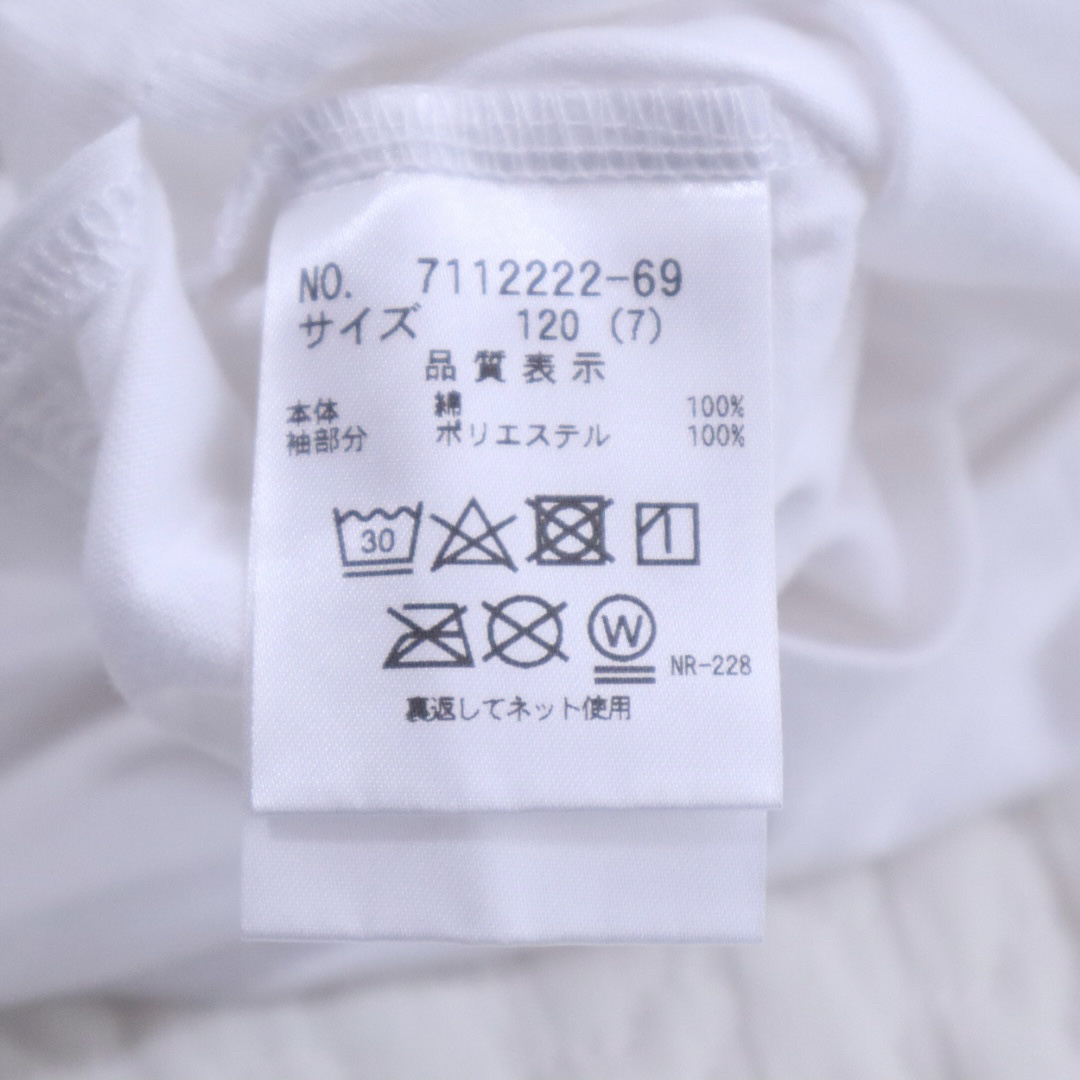 NO. 7112222-69
サイズ 120 (7)
品質表示
本体 綿 100%
袖部分 ポリエステル 100%
30
W NR-228
裏返してネット使用